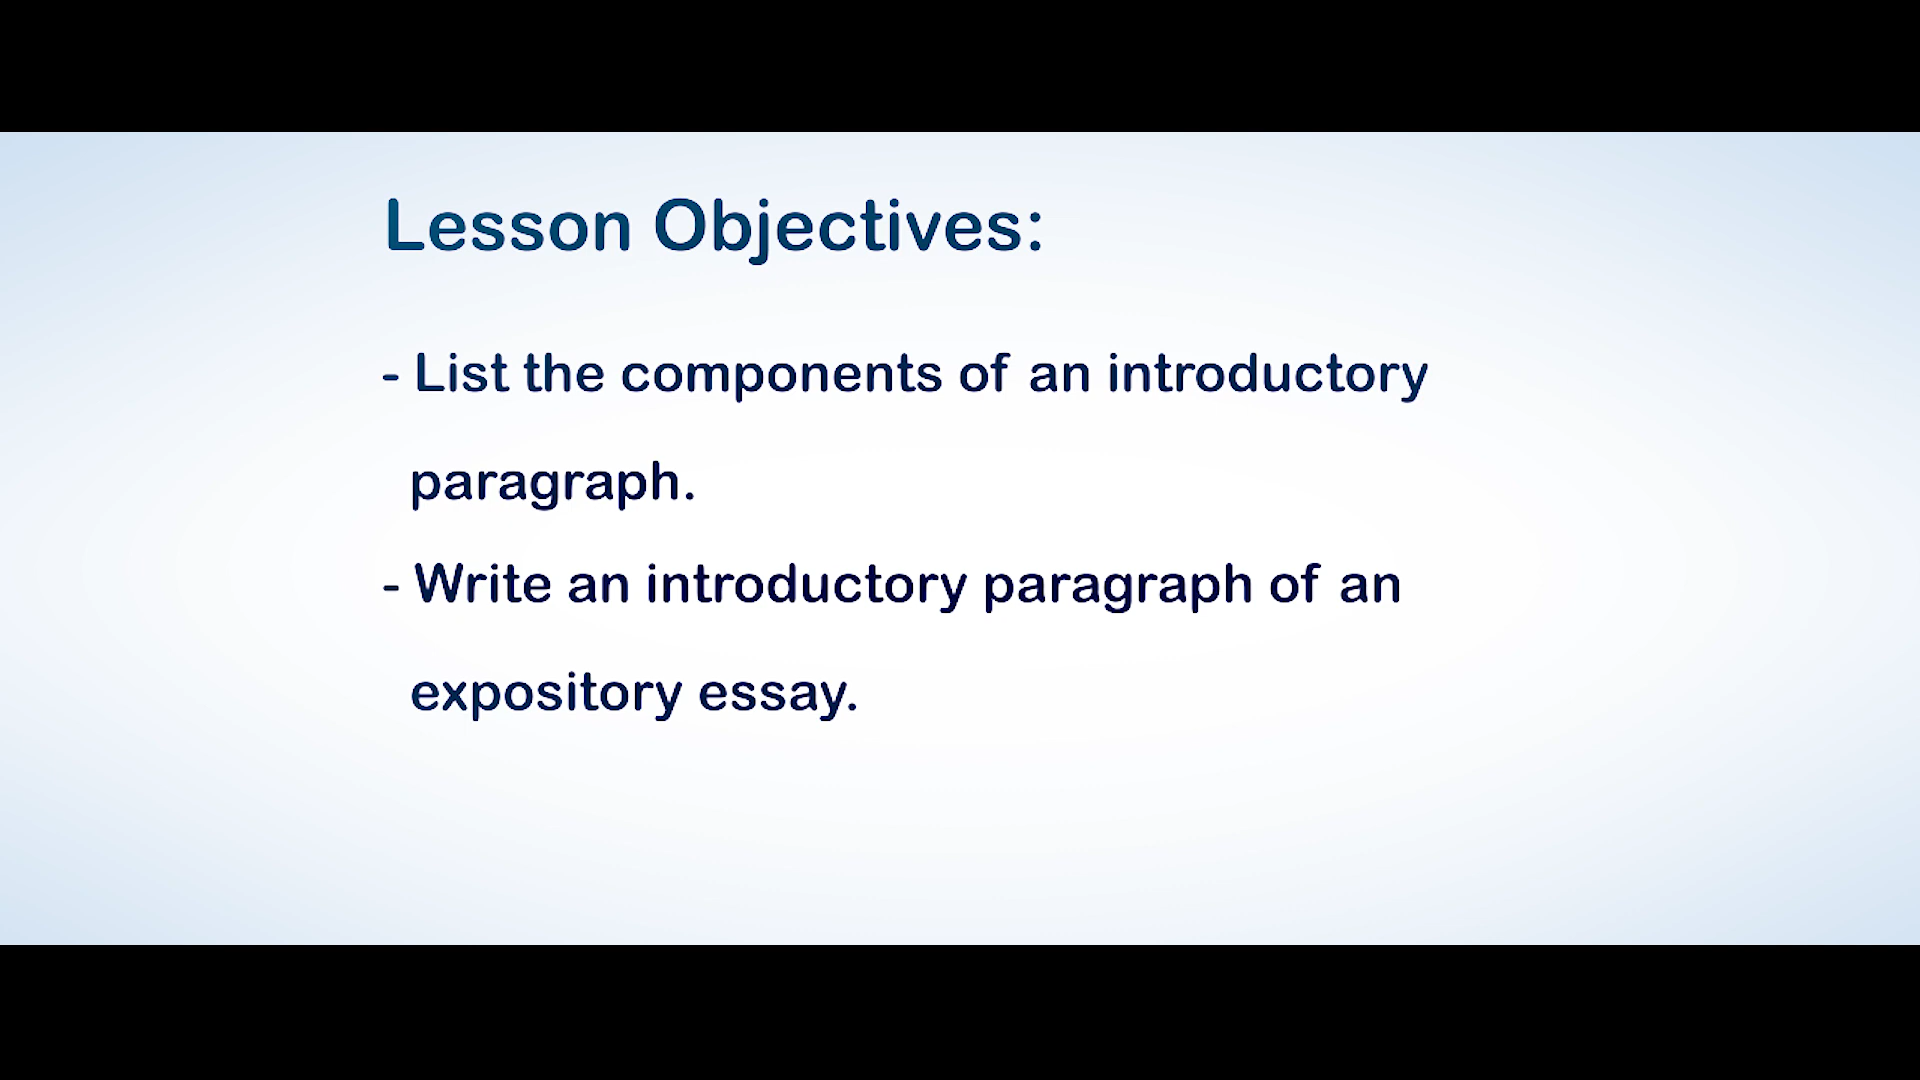 Lesson Objectives:
- List the components of an introductory
paragraph.
- Write an introductory paragraph of an
expository essay.